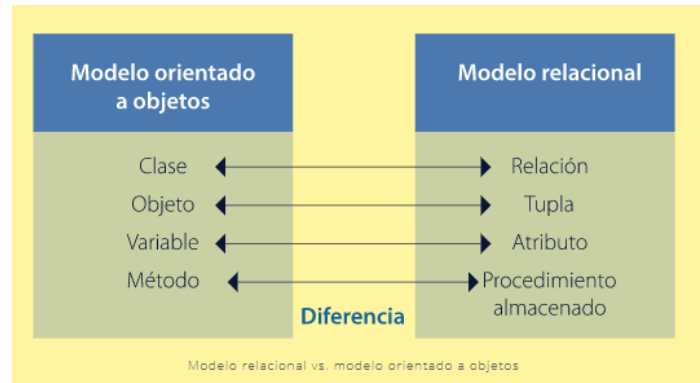 Modelo orientado
a objetos
Modelo relacional
Clase
Relación
Objeto
Tupla
Variable
Atributo
Método
Procedimiento
almacenado
Diferencia
Modelo relacional vs. modelo orientado a objetos